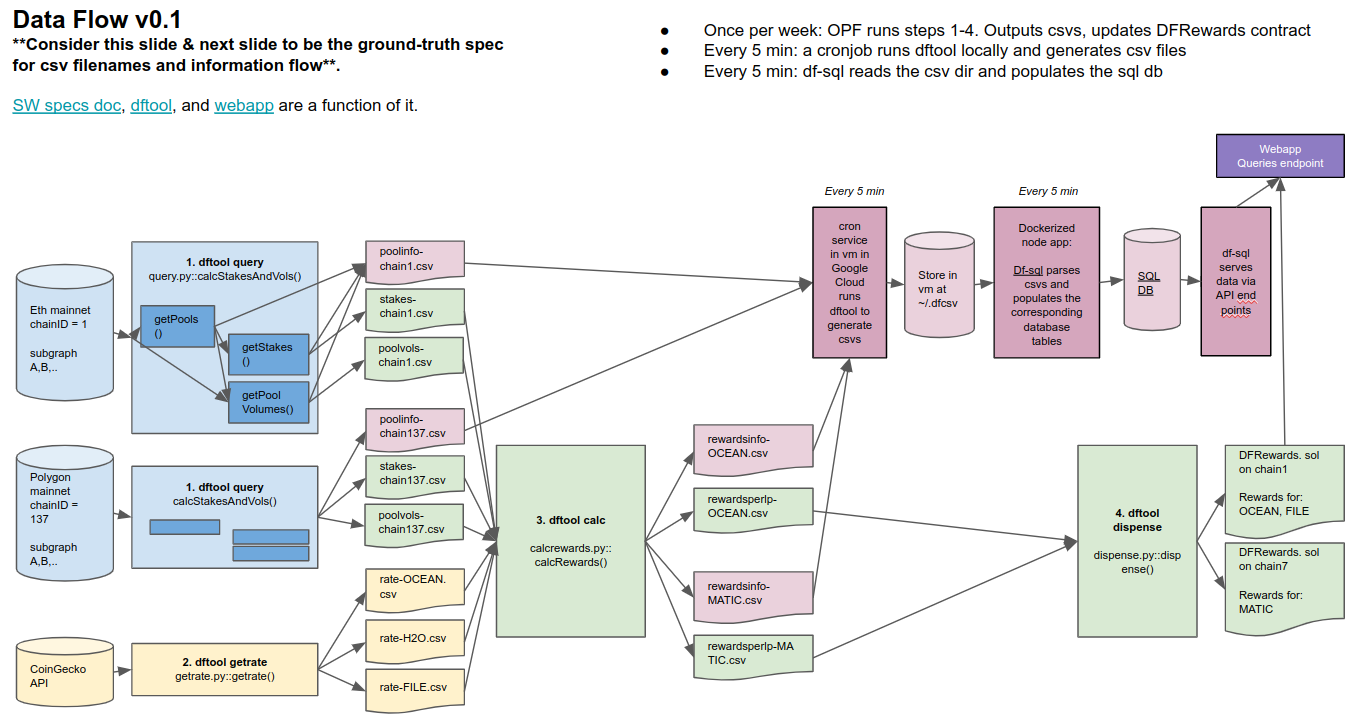 Data Flow v0.1
**Consider this slide & next slide to be the ground-truth spec
for csv filenames and information flow**.
SW specs doc, dftool, and webapp are a function of it.
● Once per week: OPF runs steps 1-4. Outputs csvs, updates DFRewards contract
● Every 5 min: a cronjob runs dftool locally and generates csv files
● Every 5 min: df-sql reads the csv dir and populates the sql db
Eth mainnet
chainID = 1
subgraph
A,B,..
1. dftool query
query.py::calcStakesAndVols()
getPools
()
getStakes
()
getPool
Volumes()
poolinfo-
chain1.csv
stakes-
chain1.csv
poolvols-
chain1.csv
Polygon
mainnet
chainID =
137
subgraph
A,B,..
1. dftool query
calcStakesAndVols()
poolinfo-
chain137.csv
stakes-
chain137.csv
poolvols-
chain137.csv
CoinGecko
API
2. dftool getrate
getrate.py::getrate()
rate-OCEAN.
csv
rate-H2O.csv
rate-FILE.csv
3. dftool calc
calcrewards.py::
calcRewards()
rewardsinfo-
OCEAN.csv
rewardsperlp-
OCEAN.csv
rewardsinfo-
MATIC.csv
rewardsperlp-MA
TIC.csv
Every 5 min
cron
service
in vm in
Google
Cloud
runs
dftool to
generate
csvs
Store in
vm at
~/.dfcsv
Every 5 min
Dockerized
node app:
Df-sql parses
csvs and
populates the
corresponding
database
tables
SQL
DB
df-sql
serves
data via
API end
points
Webapp
Queries endpoint
4. dftool
dispense
dispense.py::disp
ense()
DFRewards. sol
on chain1
Rewards for:
OCEAN, FILE
DFRewards. sol
on chain7
Rewards for:
MATIC